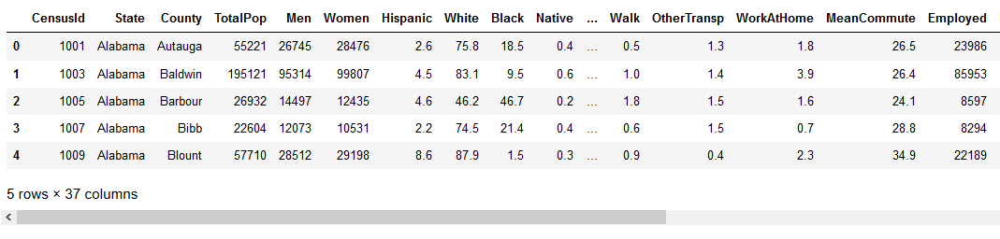 CensusId State County TotalPop Men Women Hispanic White Black Native ... Walk OtherTransp WorkAtHome MeanCommute Employed
0 1001 Alabama Autauga 55221 26745 28476 2.6 75.8 18.5 0.4 ... 0.5 1.3 1.8 26.5 23986
1 1003 Alabama Baldwin 195121 95314 99807 4.5 83.1 9.5 0.6 ... 1.0 1.4 3.9 26.4 85953
2 1005 Alabama Barbour 26932 14497 12435 4.6 46.2 46.7 0.2 ... 1.8 1.5 1.6 24.1 8597
3 1007 Alabama Bibb 22604 12073 10531 2.2 74.5 21.4 0.4 ... 0.6 1.5 0.7 28.8 8294
4 1009 Alabama Blount 57710 28512 29198 8.6 87.9 1.5 0.3 ... 0.9 0.4 2.3 34.9 22189
5 rows × 37 columns